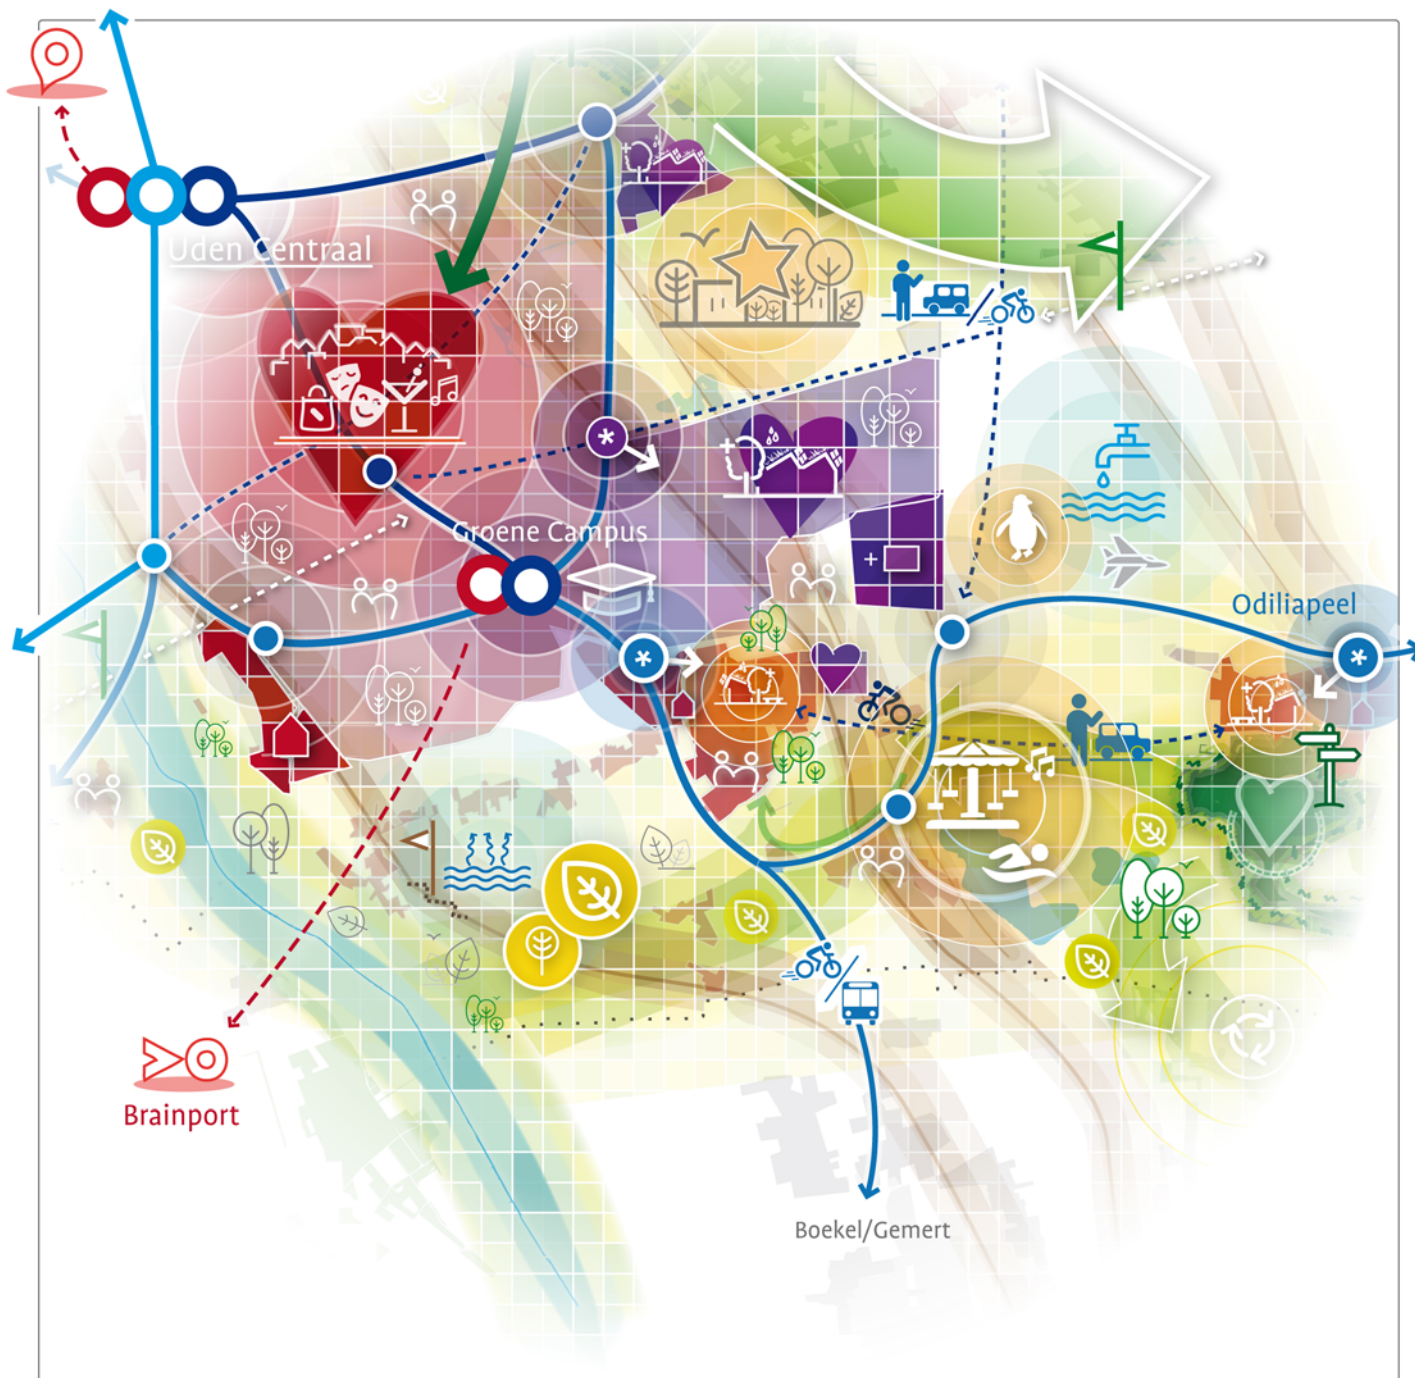 Uden Centraal
Groene Campus
Odiliapeel
Brainport
Boekel/Gemert